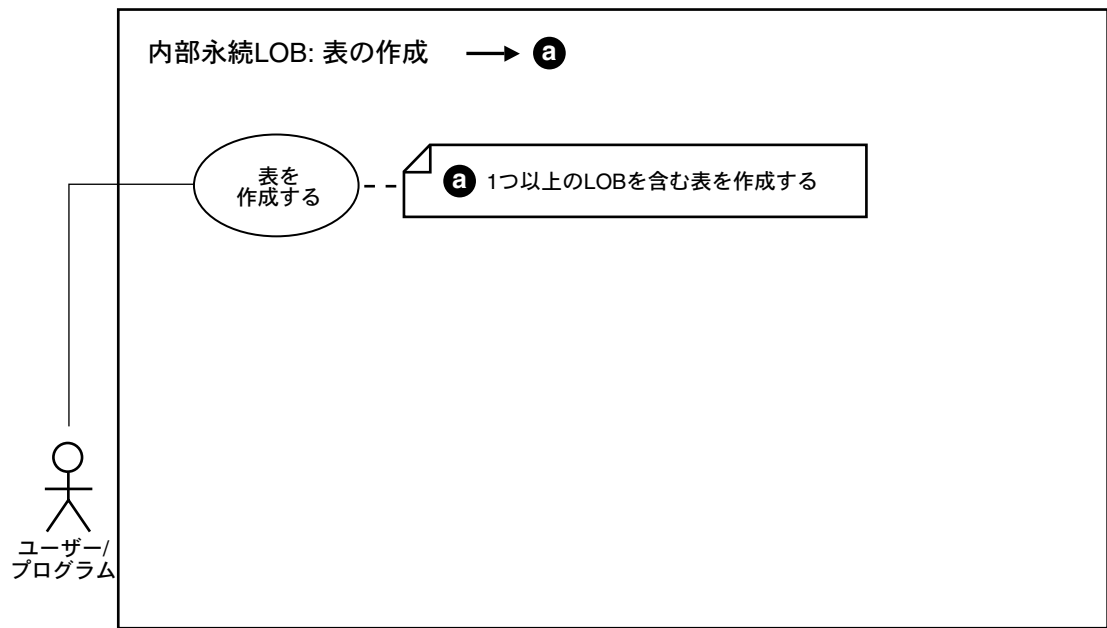 内部永続LOB: 表の作成 → a
表を
作成する
a 1つ以上のLOBを含む表を作成する
ユーザー/
プログラム